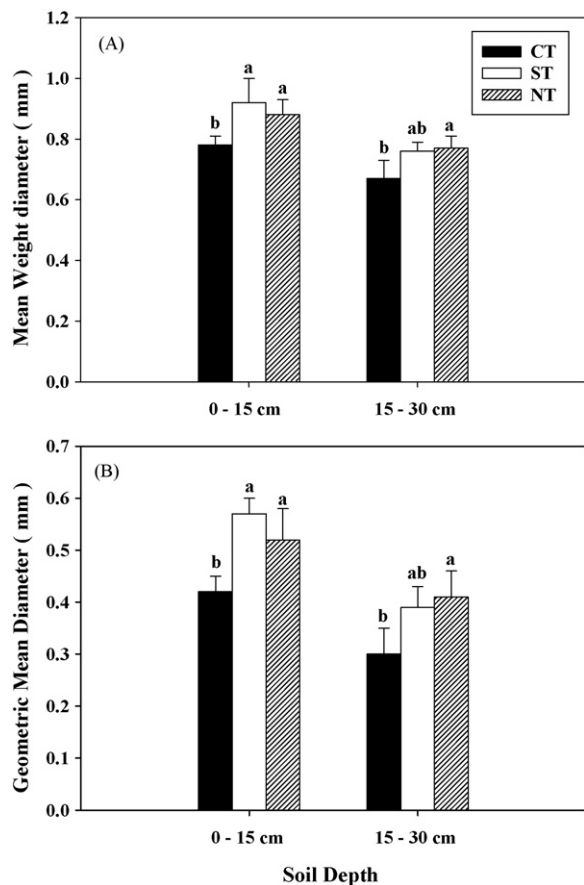 (A)
CT
ST
NT
Mean Weight diameter ( mm )
1.2
1.0
0.8
0.6
0.4
0.2
0.0
b
a
a
b
ab
a
0 - 15 cm
15 - 30 cm
(B)
Geometric Mean Diameter ( mm )
0.7
0.6
0.5
0.4
0.3
0.2
0.1
0.0
b
a
a
b
ab
a
0 - 15 cm
15 - 30 cm
Soil Depth